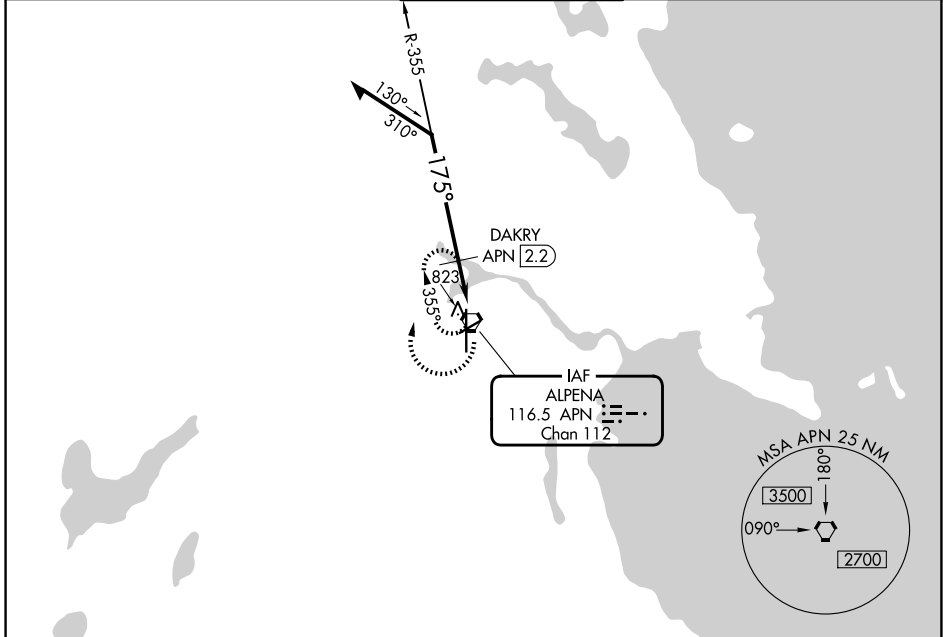 R-355
130°
310°
175°
DAKRY
APN 2.2
823
355°
IAF
ALPENA
116.5 APN
Chan 112
MSA APN 25 NM
180°
3500
090°
2700